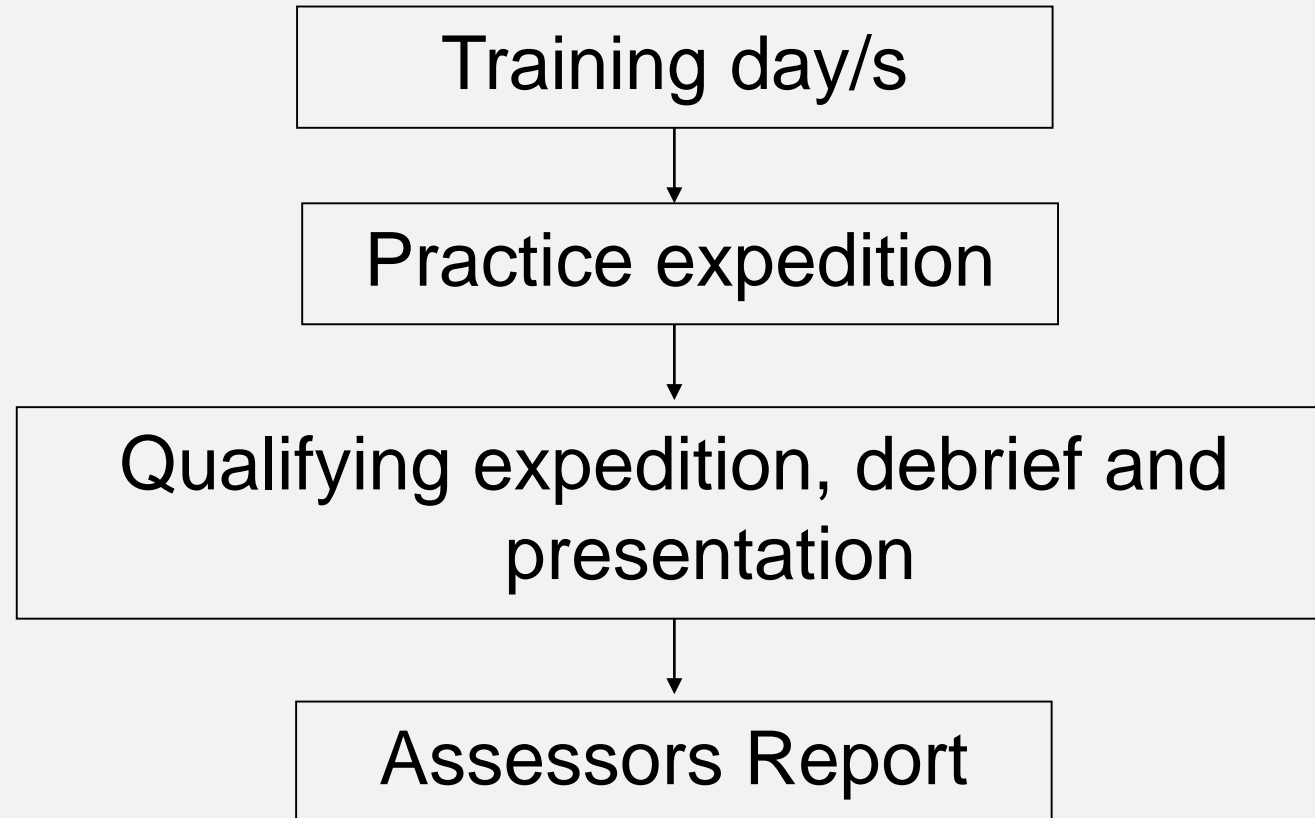 Training day/s
Practice expedition
Qualifying expedition, debrief and
presentation
Assessors Report